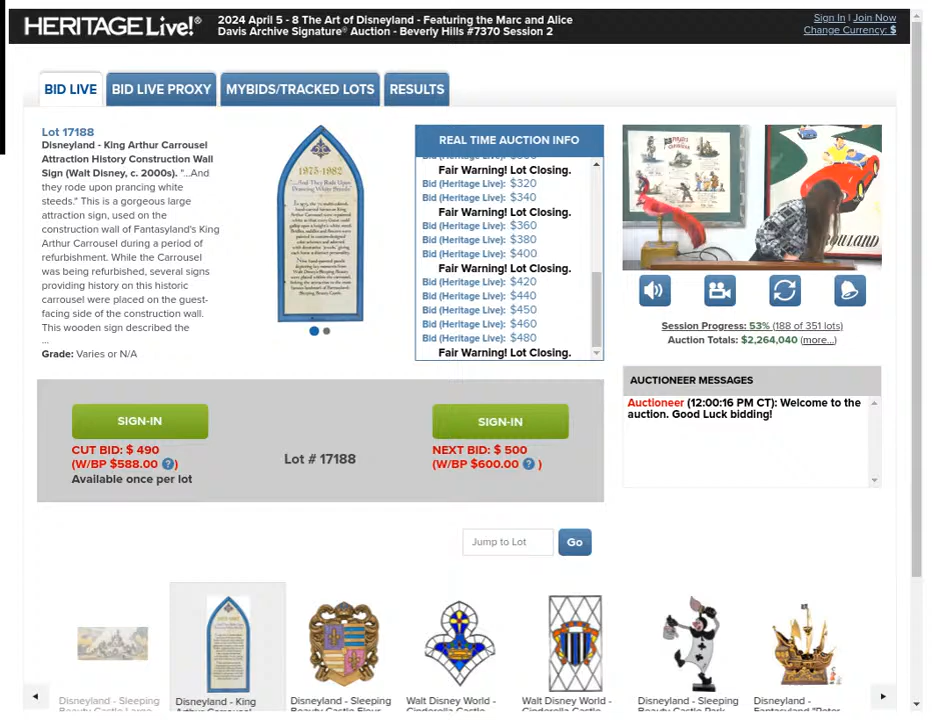 HERITAGE Live!®
2024 April 5 - 8 The Art of Disneyland - Featuring the Marc and Alice
Davis Archive Signature® Auction - Beverly Hills #7370 Session 2
Sign In | Join Now
Change Currency: $
BID LIVE
BID LIVE PROXY
MYBIDS/TRACKED LOTS
RESULTS
Lot 17188
Disneyland - King Arthur Carrousel
Attraction History Construction Wall
Sign (Walt Disney, c. 2000s). "...And
they rode upon prancing white
steeds." This is a gorgeous large
attraction sign, used on the
construction wall of Fantasyland's King
Arthur Carrousel during a period of
refurbishment. While the Carrousel
was being refurbished, several signs
providing history on this historic
carrousel were placed on the guest-
facing side of the construction wall.
This wooden sign described the
...
Grade: Varies or N/A
1975-1982
REAL TIME AUCTION INFO
Fair Warning! Lot Closing.
Bid (Heritage Live): $320
Bid (Heritage Live): $340
Fair Warning! Lot Closing.
Bid (Heritage Live): $360
Bid (Heritage Live): $380
Bid (Heritage Live): $400
Fair Warning! Lot Closing.
Bid (Heritage Live): $420
Bid (Heritage Live): $440
Bid (Heritage Live): $450
Bid (Heritage Live): $460
Bid (Heritage Live): $480
Fair Warning! Lot Closing.
Session Progress: 53% (188 of 351 lots)
Auction Totals: $2,264,040 (more...)
AUCTIONEER MESSAGES
Auctioneer (12:00:16 PM CT): Welcome to the
auction. Good Luck bidding!
SIGN-IN
CUT BID: $ 490
(W/BP $588.00 ?)
Available once per lot
Lot # 17188
SIGN-IN
NEXT BID: $ 500
(W/BP $600.00 ? )
Jump to Lot
Go
Disneyland - Sleeping
Disneyland - King
Disneyland - Sleeping
Walt Disney World -
Walt Disney World -
Disneyland - Sleeping
Disneyland -